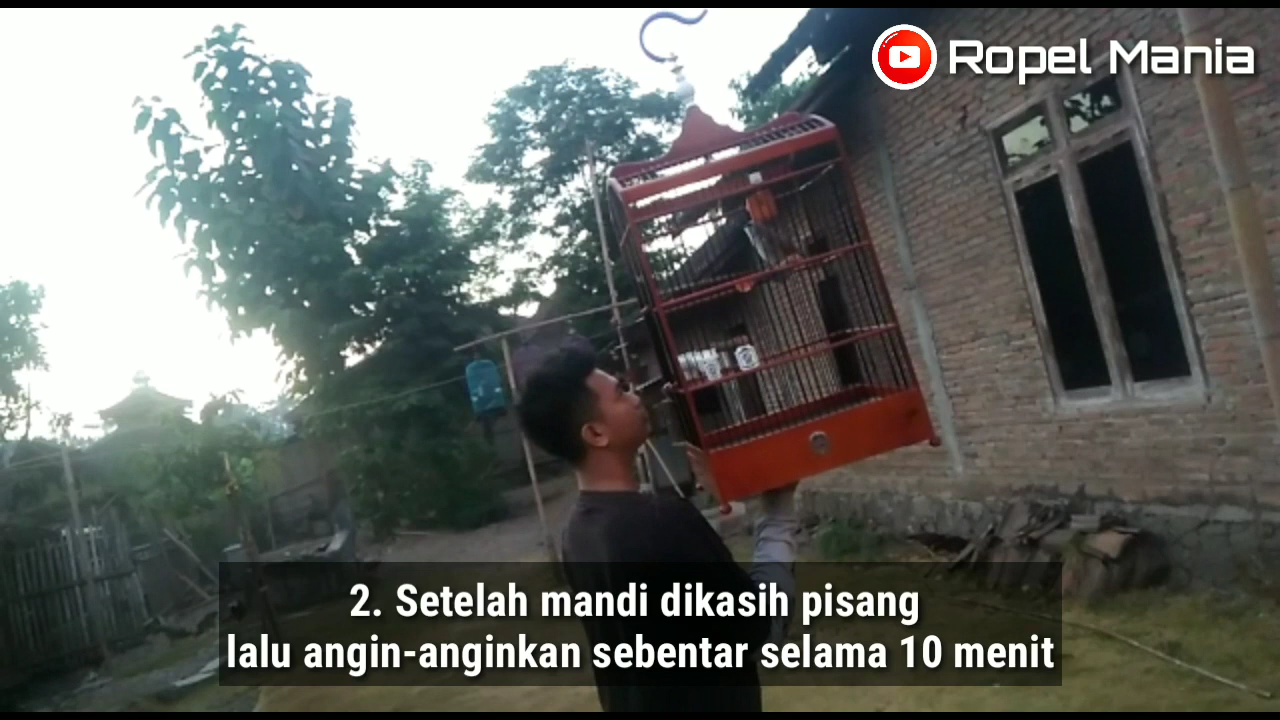 Ropel Mania
2. Setelah mandi dikasih pisang
lalu angin-anginkan sebentar selama 10 menit